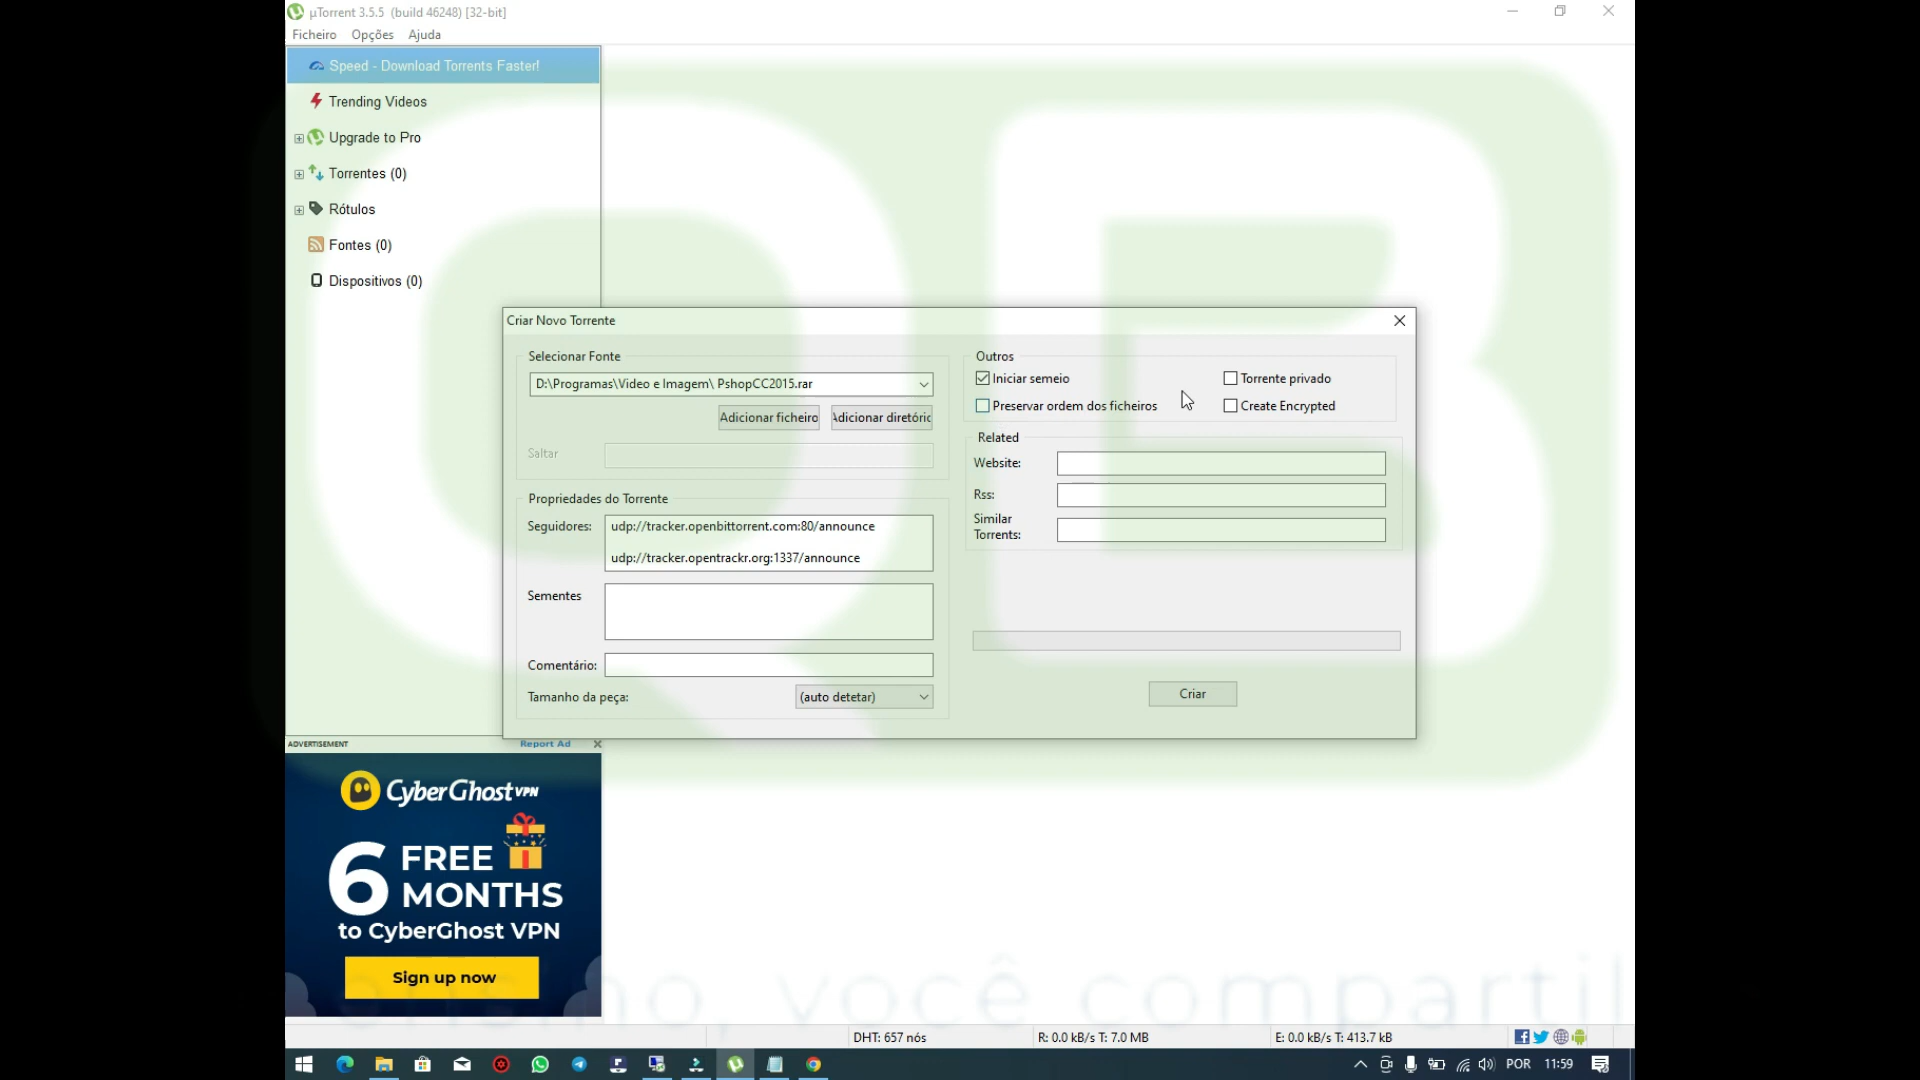 µTorrent 3.5.5 (build 46248) [32-bit]
Ficheiro Opções Ajuda
Speed - Download Torrents Faster!
Trending Videos
Upgrade to Pro
Torrentes (0)
Rótulos
Fontes (0)
Dispositivos (0)
Criar Novo Torrente
Selecionar Fonte
D:\Programas\Video e Imagem\ PshopCC2015.rar
Adicionar ficheiro
Adicionar diretóric
Saltar
Propriedades do Torrente
Seguidores: udp://tracker.openbittorrent.com:80/announce
udp://tracker.opentrackr.org:1337/announce
Sementes
Comentário:
Tamanho da peça: (auto detetar)
Outros
Iniciar semeio
Torrente privado
Preservar ordem dos ficheiros
Create Encrypted
Related
Website:
Rss:
Similar
Torrents:
Criar
ADVERTISEMENT Report Ad
CyberGhost VPN
6 FREE
MONTHS
to CyberGhost VPN
Sign up now
você compartil
DHT: 657 nós
R: 0.0 kB/s T: 7.0 MB
E: 0.0 kB/s T: 413.7 kB
POR 11:59